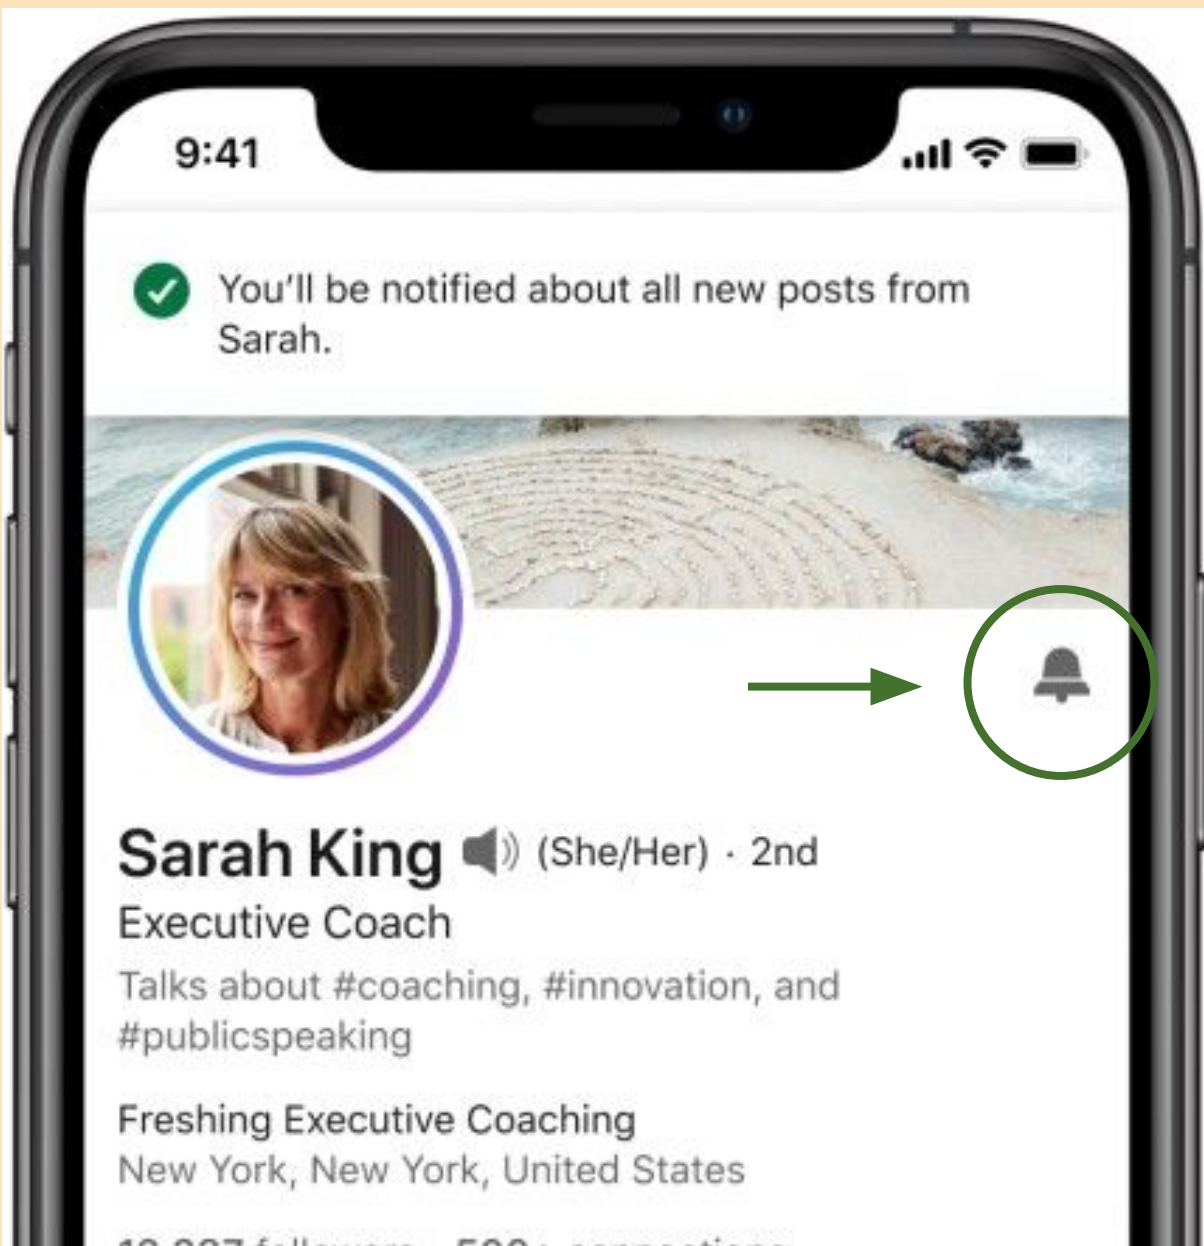 9:41
You'll be notified about all new posts from
Sarah.
Sarah King (She/Her) · 2nd
Executive Coach
Talks about #coaching, #innovation, and
#publicspeaking
Freshing Executive Coaching
New York, New York, United States